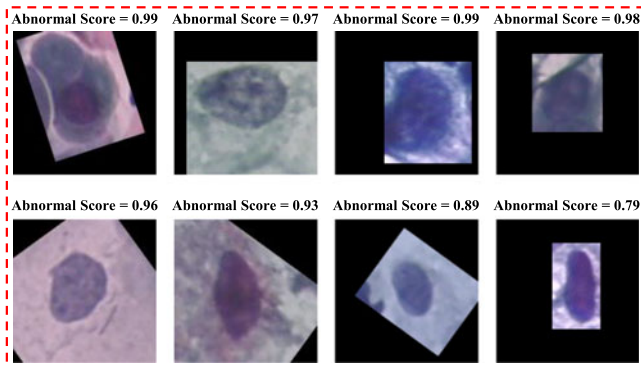 Abnormal Score = 0.99 Abnormal Score = 0.97 Abnormal Score = 0.99 Abnormal Score = 0.98
Abnormal Score = 0.96 Abnormal Score = 0.93 Abnormal Score = 0.89 Abnormal Score = 0.79